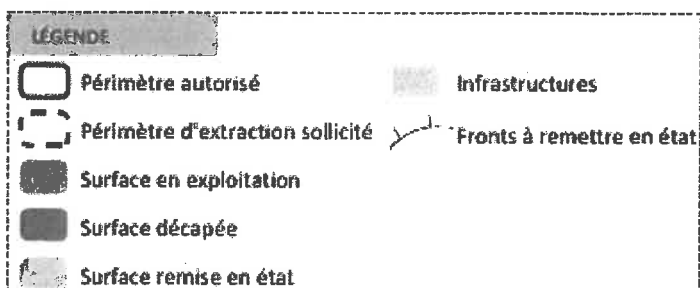 LÉGENDE
Périmètre autorisé
Périmètre d'extraction sollicité
Surface en exploitation
Surface décapée
Surface remise en état
Infrastructures
Fronts à remettre en état